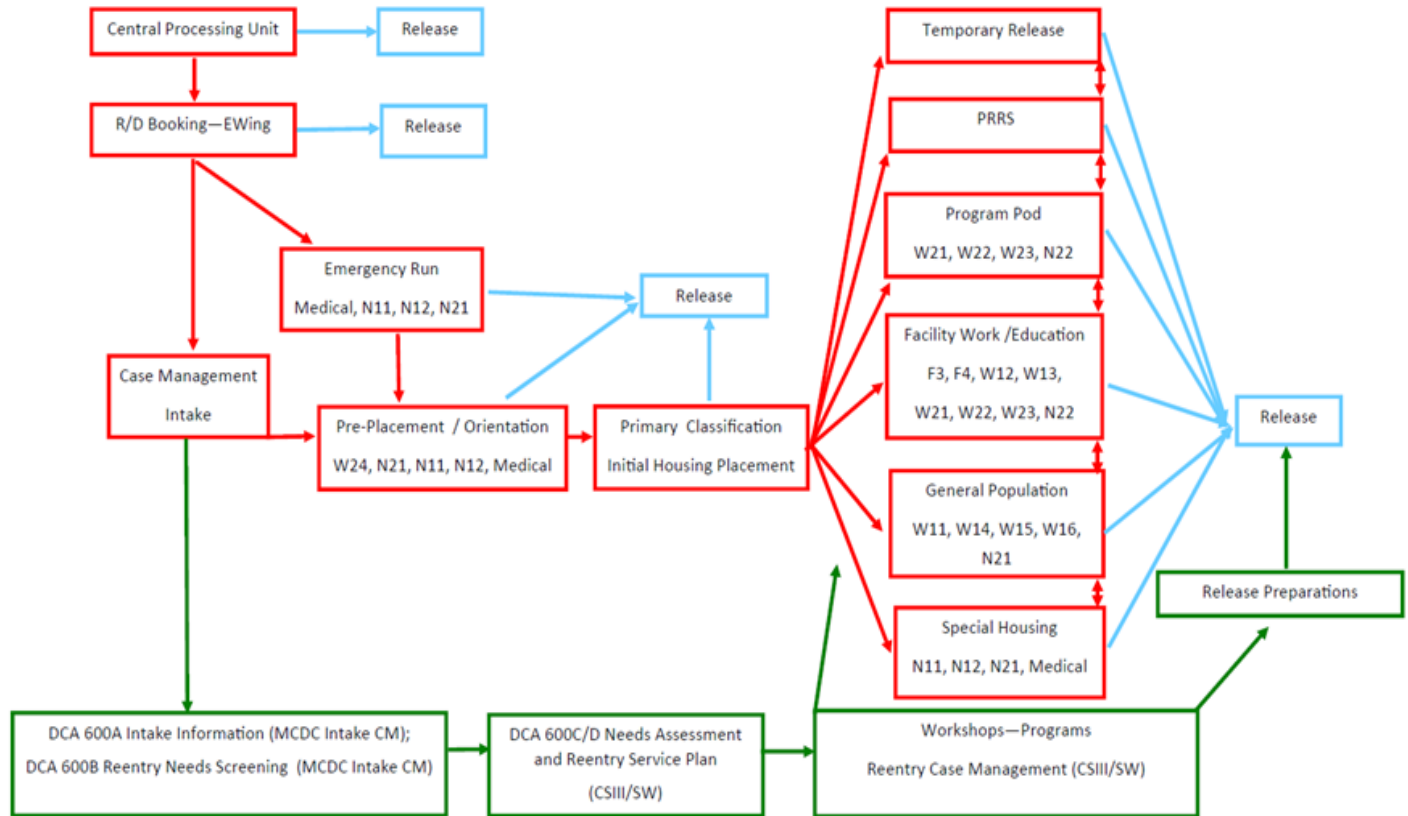 Central Processing Unit
Release
R/D Booking—EWing
Release
Emergency Run
Medical, N11, N12, N21
Release
Case Management
Intake
Pre-Placement / Orientation
W24, N21, N11, N12, Medical
Primary Classification
Initial Housing Placement
Temporary Release
PRRS
Program Pod
W21, W22, W23, N22
Facility Work /Education
F3, F4, W12, W13,
W21, W22, W23, N22
General Population
W11, W14, W15, W16,
N21
Special Housing
N11, N12, N21, Medical
Release
Release Preparations
DCA 600A Intake Information (MCDC Intake CM);
DCA 600B Reentry Needs Screening (MCDC Intake CM)
DCA 600C/D Needs Assessment
and Reentry Service Plan
(CSIII/SW)
Workshops—Programs
Reentry Case Management (CSIII/SW)